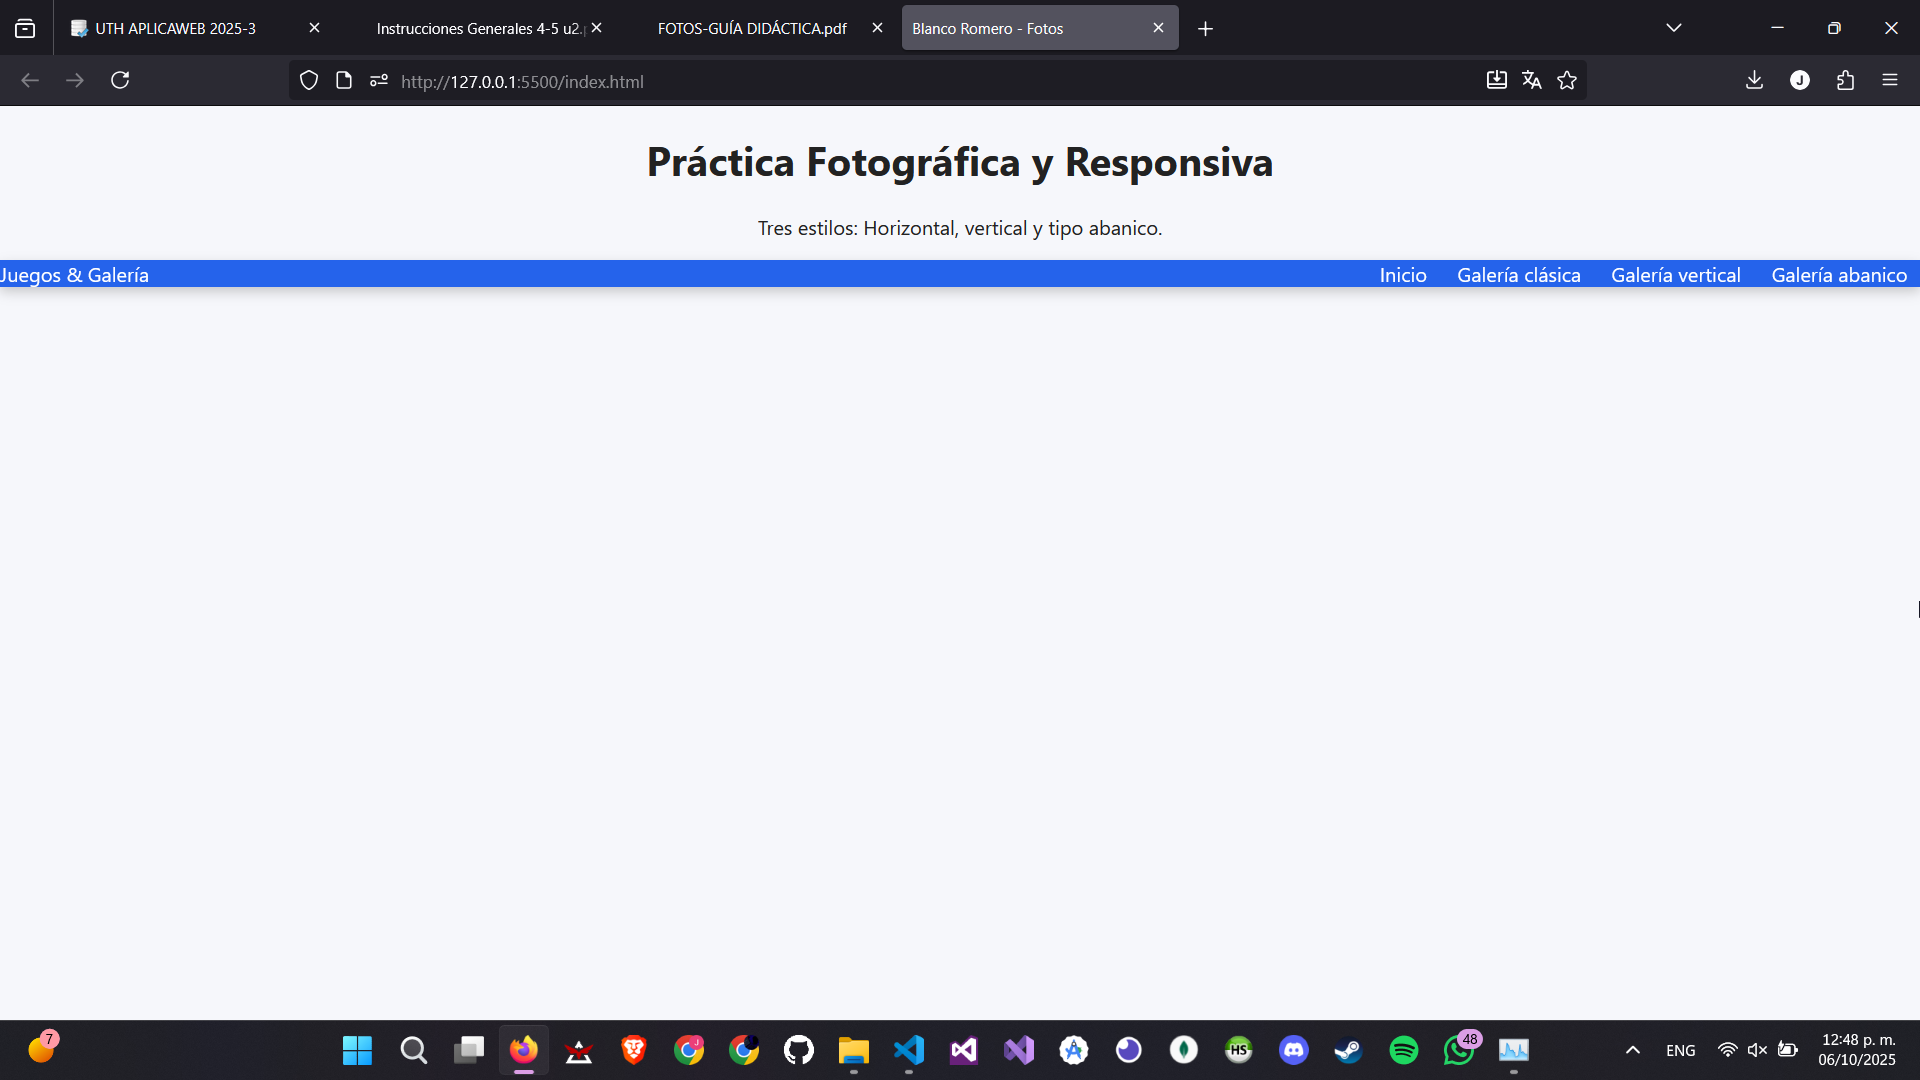 UTH APLICAWEB 2025-3
Instrucciones Generales 4-5 u2.
FOTOS-GUÍA DIDÁCTICA.pdf
Blanco Romero - Fotos
http://127.0.0.1:5500/index.html
J
Práctica Fotográfica y Responsiva
Tres estilos: Horizontal, vertical y tipo abanico.
Juegos & Galería
Inicio
Galería clásica
Galería vertical
Galería abanico
7
J
HS
48
ENG
12:48 p. m.
06/10/2025